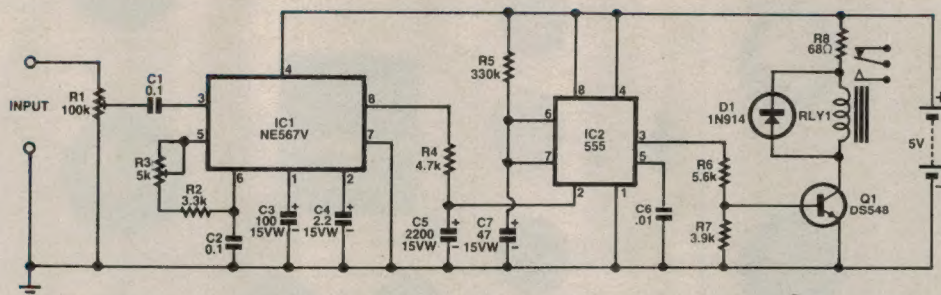 INPUT
R1
100k
C1
0.1
3
4
5
6
1
2
8
7
IC1
NE567V
R3
5k
R2
3.3k
C2
0.1
C3
100
15VW
C4
2.2
15VW
R4
4.7k
C5
2200
15VW
R5
330k
C7
47
15VW
8
4
6
7
3
5
2
1
IC2
555
C6
.01
R6
5.6k
R7
3.9k
R8
68Ω
D1
1N914
RLY1
Q1
DS548
5V